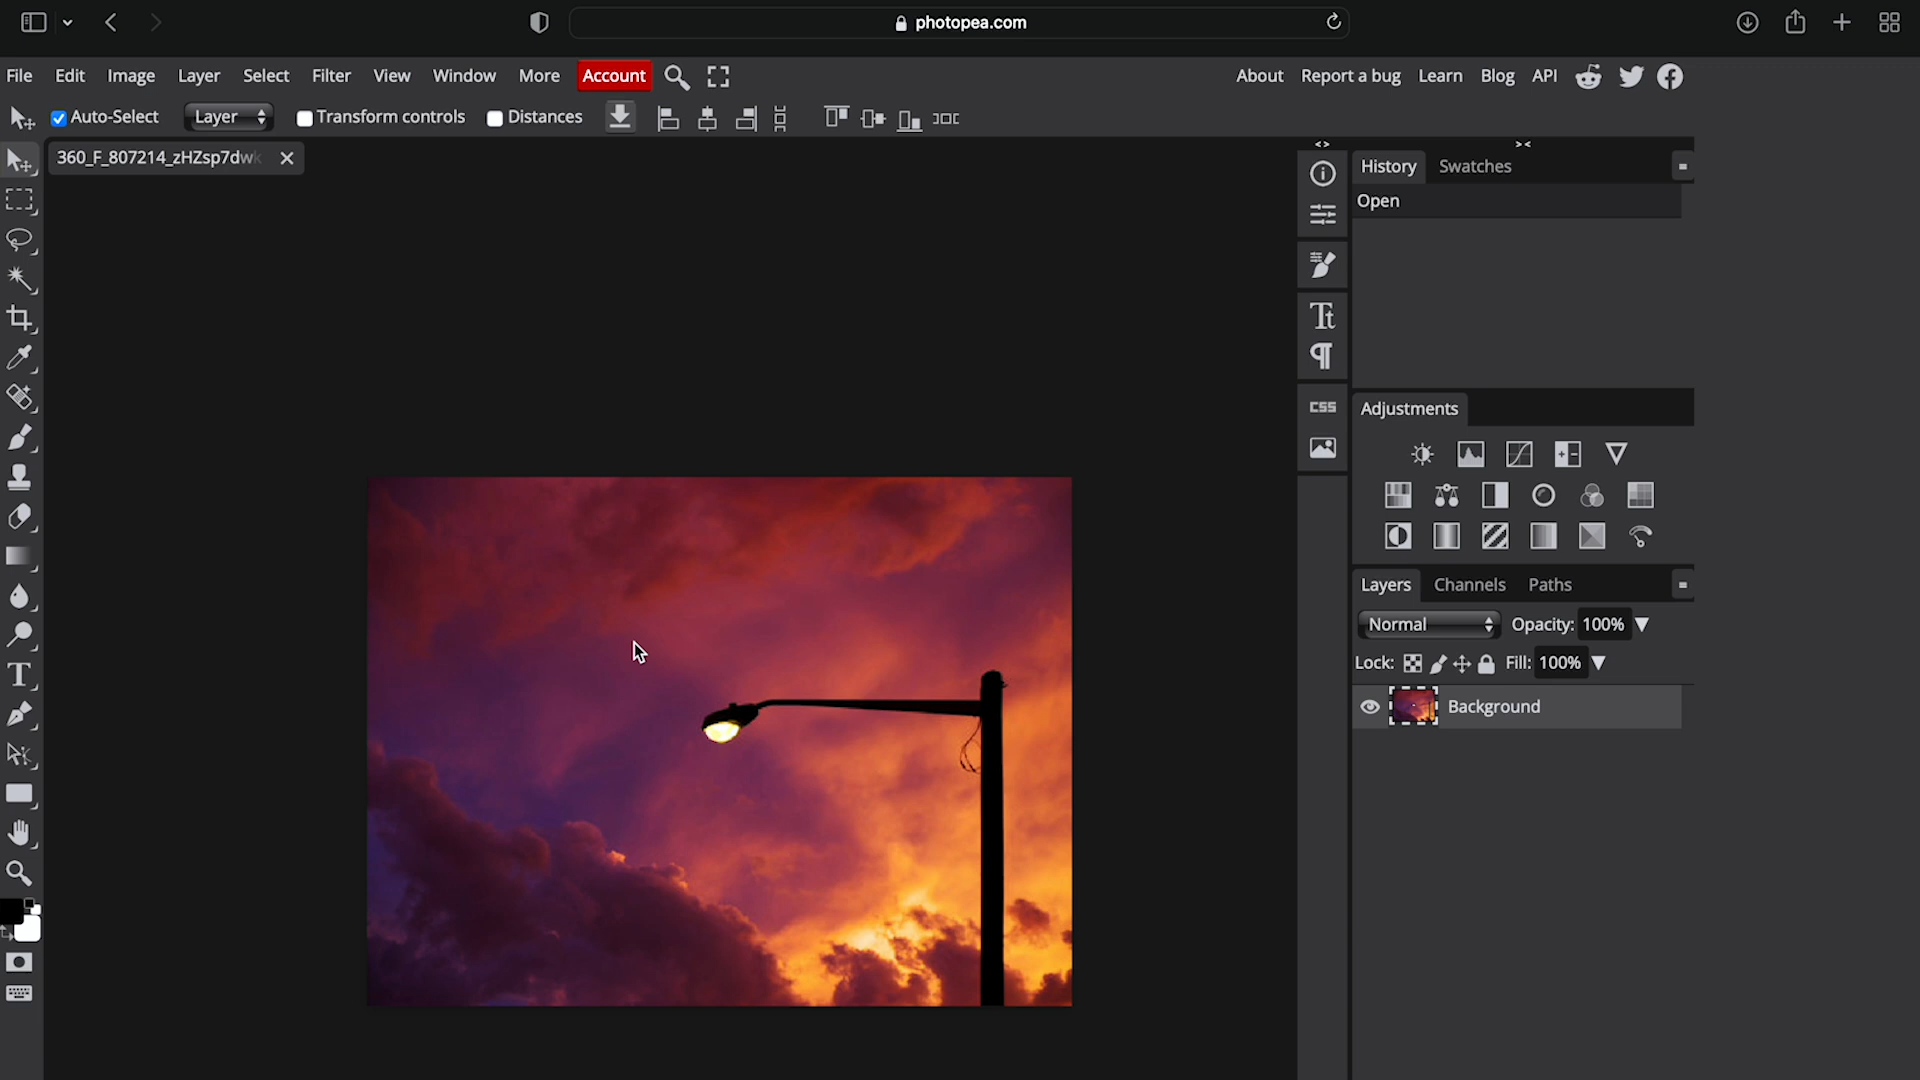 photopea.com
File Edit Image Layer Select Filter View Window More Account About Report a bug Learn Blog API
Auto-Select Layer Transform controls Distances
360_F_807214_zHZsp7dwk
History Swatches
Open
CSS
Adjustments
Layers Channels Paths
Normal Opacity: 100%
Lock: Fill: 100%
Background